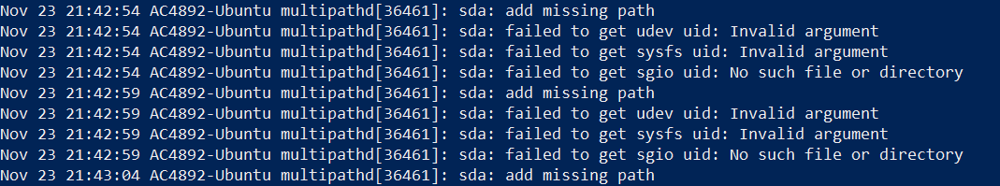 Nov 23 21:42:54 AC4892-Ubuntu multipathd[36461]: sda: add missing path
Nov 23 21:42:54 AC4892-Ubuntu multipathd[36461]: sda: failed to get udev uid: Invalid argument
Nov 23 21:42:54 AC4892-Ubuntu multipathd[36461]: sda: failed to get sysfs uid: Invalid argument
Nov 23 21:42:54 AC4892-Ubuntu multipathd[36461]: sda: failed to get sgio uid: No such file or directory
Nov 23 21:42:59 AC4892-Ubuntu multipathd[36461]: sda: add missing path
Nov 23 21:42:59 AC4892-Ubuntu multipathd[36461]: sda: failed to get udev uid: Invalid argument
Nov 23 21:42:59 AC4892-Ubuntu multipathd[36461]: sda: failed to get sysfs uid: Invalid argument
Nov 23 21:42:59 AC4892-Ubuntu multipathd[36461]: sda: failed to get sgio uid: No such file or directory
Nov 23 21:43:04 AC4892-Ubuntu multipathd[36461]: sda: add missing path